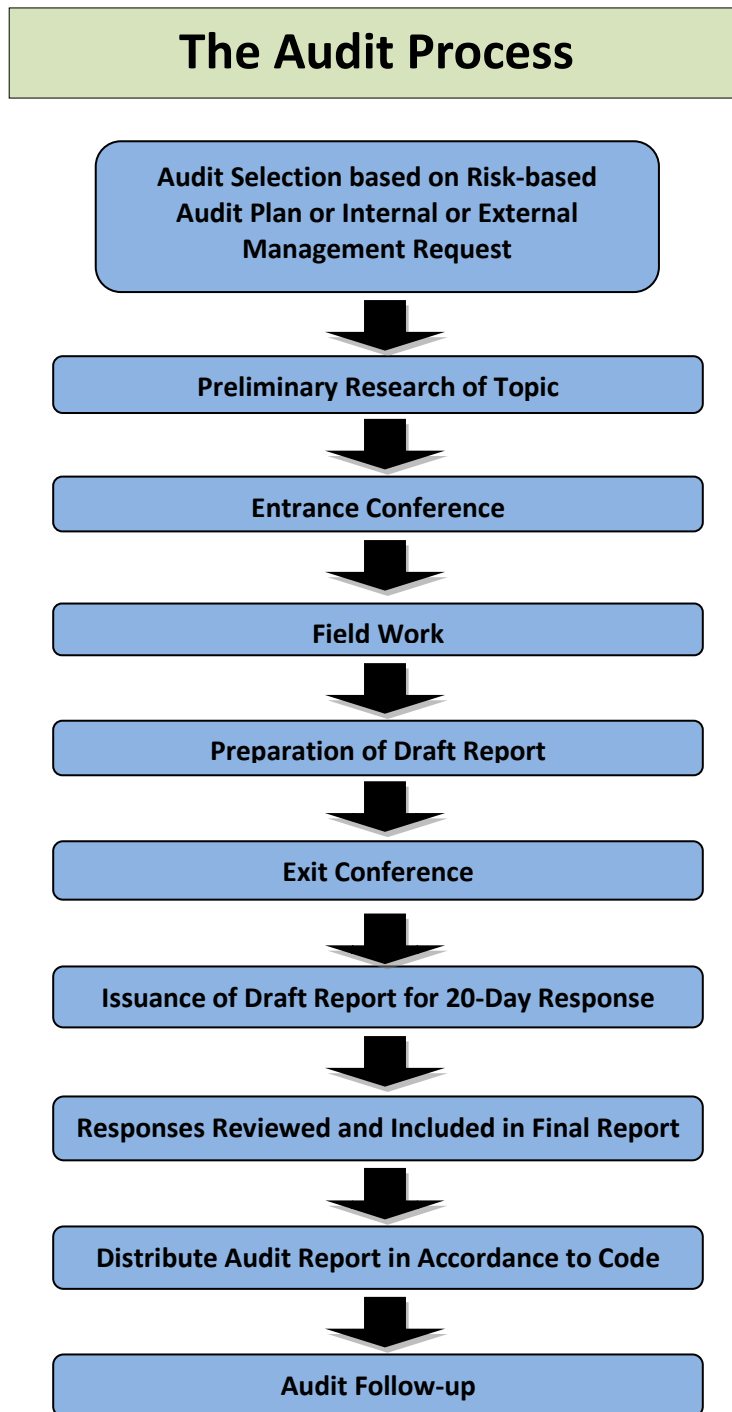 The Audit Process
Audit Selection based on Risk-based
Audit Plan or Internal or External
Management Request
Preliminary Research of Topic
Entrance Conference
Field Work
Preparation of Draft Report
Exit Conference
Issuance of Draft Report for 20-Day Response
Responses Reviewed and Included in Final Report
Distribute Audit Report in Accordance to Code
Audit Follow-up